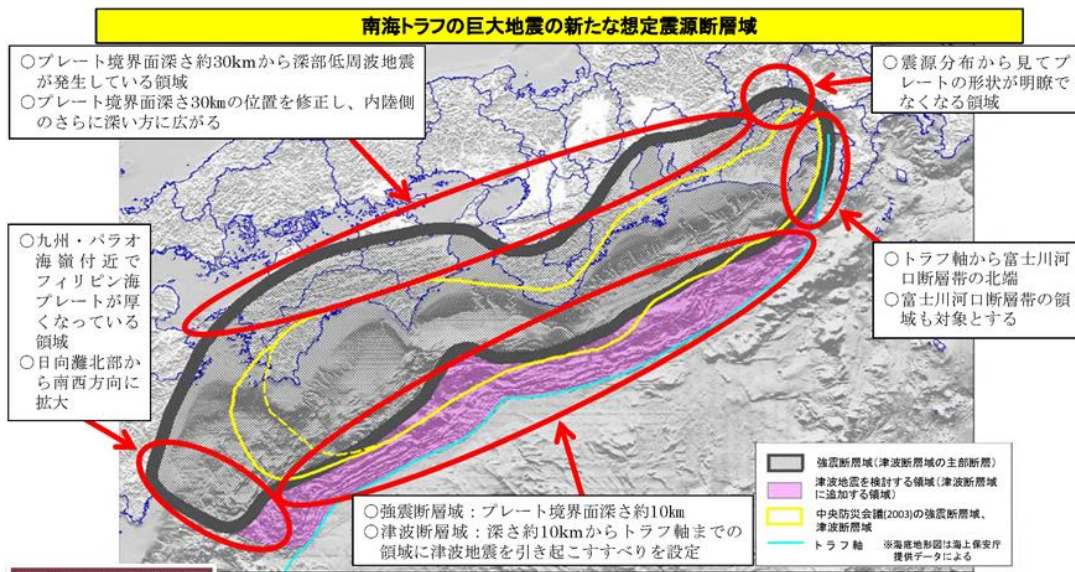 南海トラフの巨大地震の新たな想定震源断層域
○プレート境界面深さ約30kmから深部低周波地震
が発生している領域
○プレート境界面深さ30kmの位置を修正し、内陸側
のさらに深い方に広がる
○震源分布から見てプ
レートの形状が明瞭で
なくなる領域
○九州・パラオ
海嶺付近で
フィリピン海
プレートが厚
くなっている
領域
○日向灘北部か
ら南西方向に
拡大
○トラフ軸から富士川河
口断層帯の北端
○富士川河口断層帯の領
域も対象とする
○強震断層域：プレート境界面深さ約10km
○津波断層域：深さ約10kmからトラフ軸までの
領域に津波地震を引き起こすすべりを設定
強震断層域(津波断層域の主部断層)
津波地震を検討する領域(津波断層域
に追加する領域)
中央防災会議(2003)の強震断層域、
津波断層域
トラフ軸 ※海底地形図は海上保安庁
提供データによる